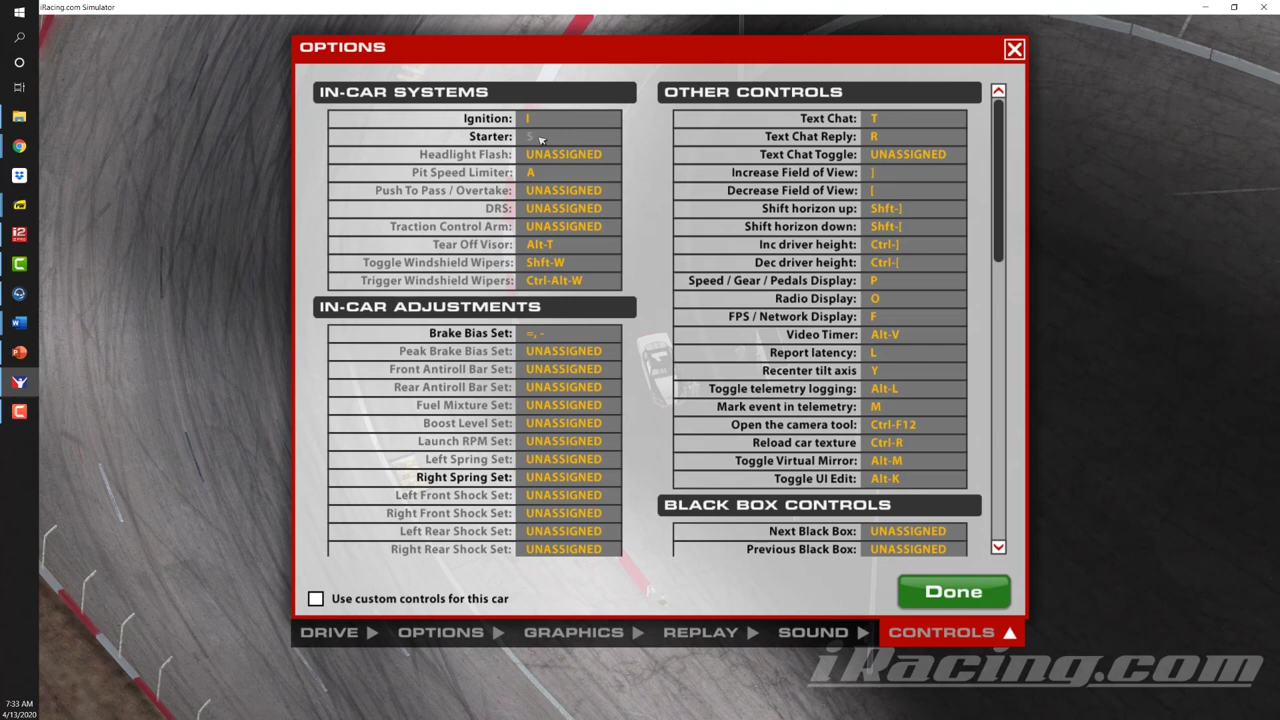 iRacing.com Simulator
OPTIONS
IN-CAR SYSTEMS
Ignition: I
Starter: S
Headlight Flash: UNASSIGNED
Pit Speed Limiter: A
Push To Pass / Overtake: UNASSIGNED
DRS: UNASSIGNED
Traction Control Arm: UNASSIGNED
Tear Off Visor: Alt-T
Toggle Windshield Wipers: Shft-W
Trigger Windshield Wipers: Ctrl-Alt-W
IN-CAR ADJUSTMENTS
Brake Bias Set: =, -
Peak Brake Bias Set: UNASSIGNED
Front Antiroll Bar Set: UNASSIGNED
Rear Antiroll Bar Set: UNASSIGNED
Fuel Mixture Set: UNASSIGNED
Boost Level Set: UNASSIGNED
Launch RPM Set: UNASSIGNED
Left Spring Set: UNASSIGNED
Right Spring Set: UNASSIGNED
Left Front Shock Set: UNASSIGNED
Right Front Shock Set: UNASSIGNED
Left Rear Shock Set: UNASSIGNED
Right Rear Shock Set: UNASSIGNED
OTHER CONTROLS
Text Chat: T
Text Chat Reply: R
Text Chat Toggle: UNASSIGNED
Increase Field of View: ]
Decrease Field of View: [
Shift horizon up: Shft-]
Shift horizon down: Shft-[
Inc driver height: Ctrl-]
Dec driver height: Ctrl-[
Speed / Gear / Pedals Display: P
Radio Display: O
FPS / Network Display: F
Video Timer: Alt-V
Report latency: L
Recenter tilt axis Y
Toggle telemetry logging: Alt-L
Mark event in telemetry: M
Open the camera tool: Ctrl-F12
Reload car texture Ctrl-R
Toggle Virtual Mirror: Alt-M
Toggle UI Edit: Alt-K
BLACK BOX CONTROLS
Next Black Box: UNASSIGNED
Previous Black Box: UNASSIGNED
Use custom controls for this car
Done
DRIVE OPTIONS GRAPHICS REPLAY SOUND CONTROLS
iRacing.com
7:33 AM
4/13/2020